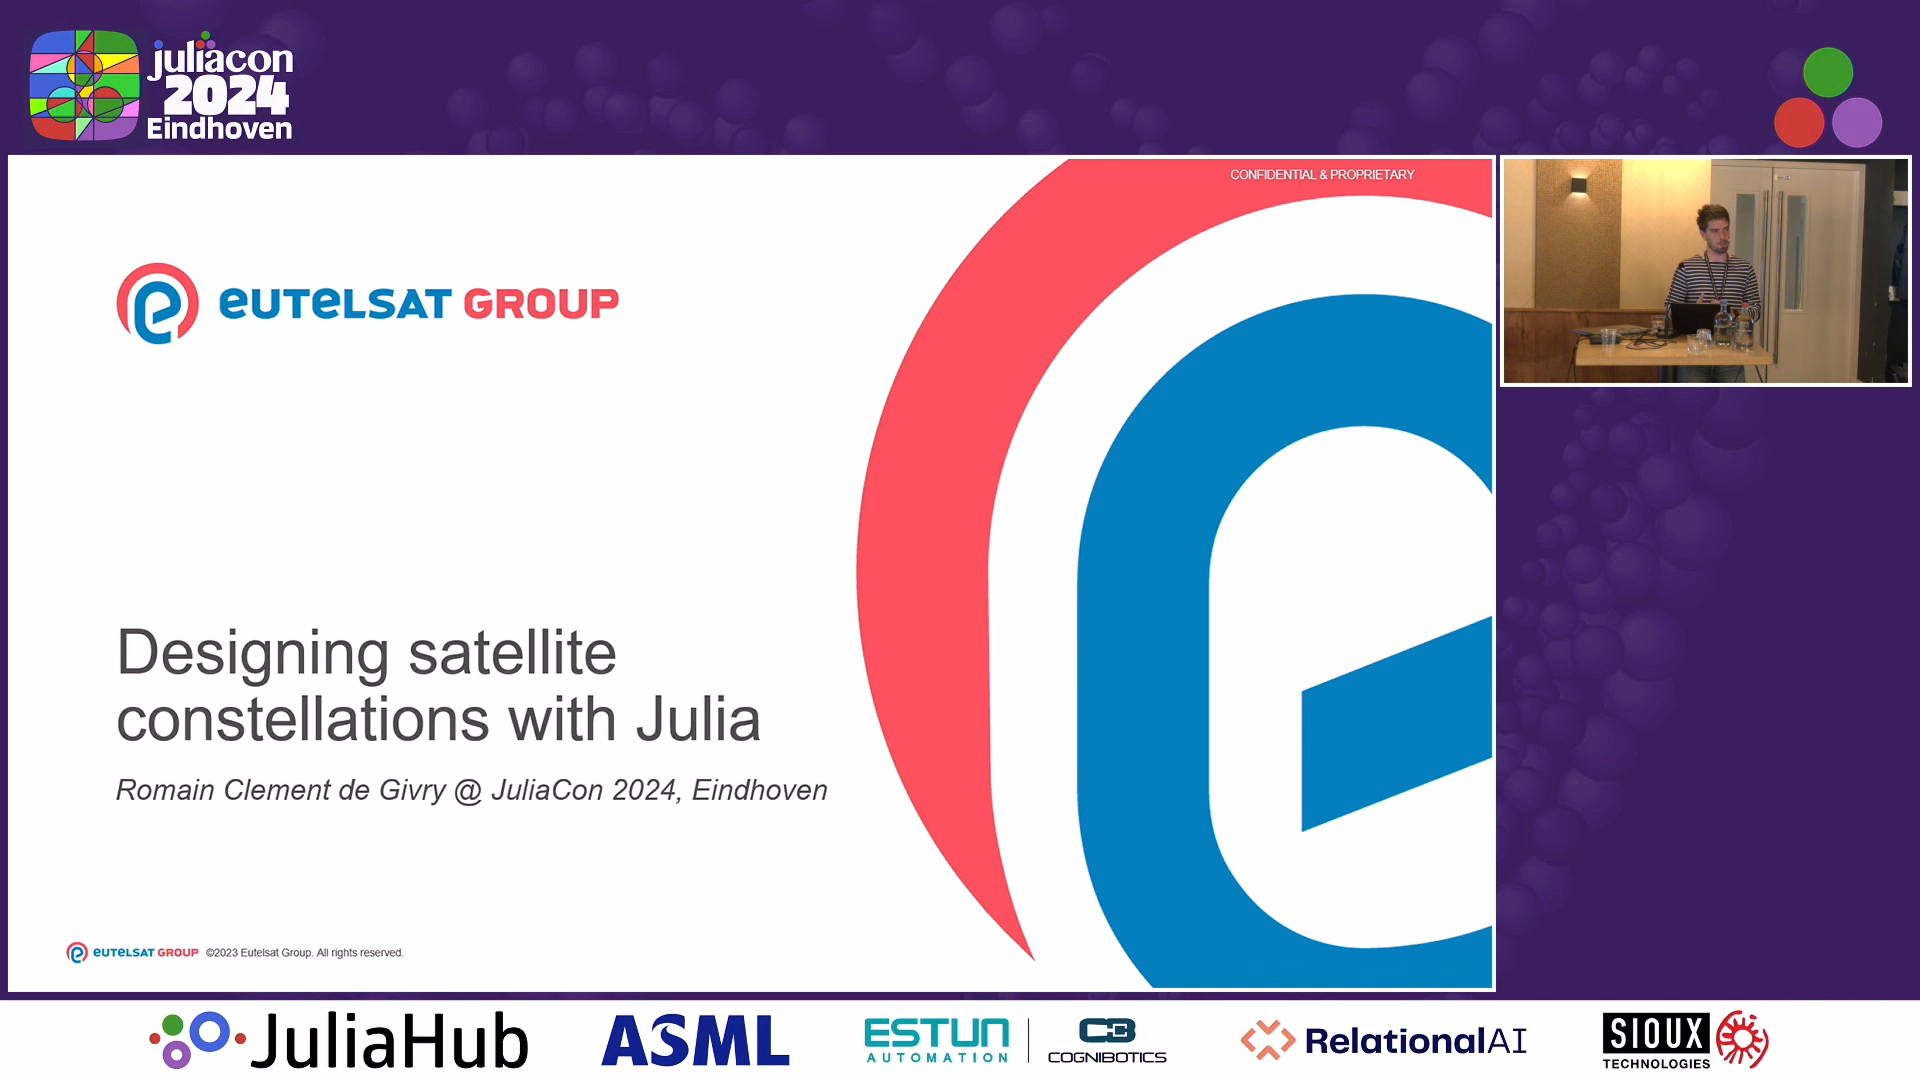 juliacon
2024
Eindhoven
CONFIDENTIAL & PROPRIETARY
eutelsat GROUP
Designing satellite
constellations with Julia
Romain Clement de Givry @ JuliaCon 2024, Eindhoven
eutelsat GROUP ©2023 Eutelsat Group. All rights reserved.
JuliaHub
ASML
ESTUN
AUTOMATION
COGNIBOTICS
RelationalAI
SIOUX
TECHNOLOGIES